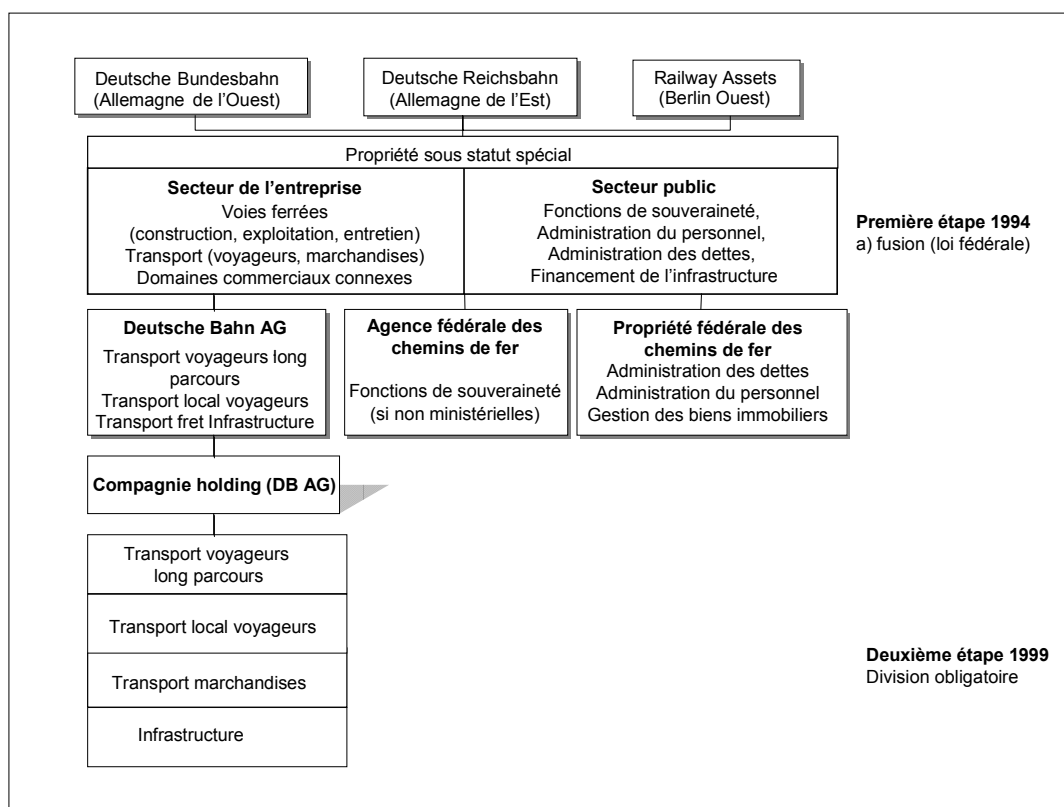 Deutsche Bundesbahn
(Allemagne de l'Ouest)
Deutsche Reichsbahn
(Allemagne de l'Est)
Railway Assets
(Berlin Ouest)
Propriété sous statut spécial
Secteur de l'entreprise
Voies ferrées
(construction, exploitation, entretien)
Transport (voyageurs, marchandises)
Domaines commerciaux connexes
Secteur public
Fonctions de souveraineté,
Administration du personnel,
Administration des dettes,
Financement de l'infrastructure
Première étape 1994
a) fusion (loi fédérale)
Deutsche Bahn AG
Transport voyageurs long
parcours
Transport local voyageurs
Transport fret Infrastructure
Agence fédérale des
chemins de fer
Fonctions de souveraineté
(si non ministérielles)
Propriété fédérale des
chemins de fer
Administration des dettes
Administration du personnel
Gestion des biens immobiliers
Compagnie holding (DB AG)
Transport voyageurs
long parcours
Transport local voyageurs
Transport marchandises
Infrastructure
Deuxième étape 1999
Division obligatoire